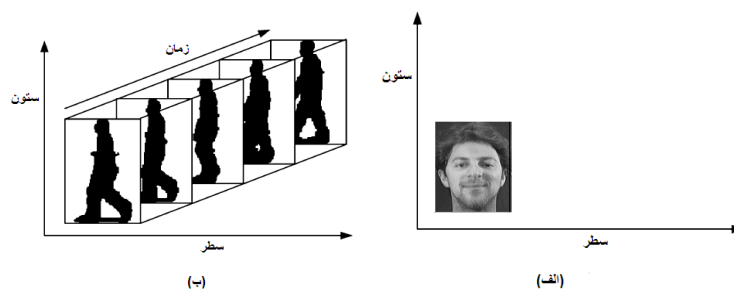 زمان
ستون
سطر
(ب)
ستون
سطر
(الف)